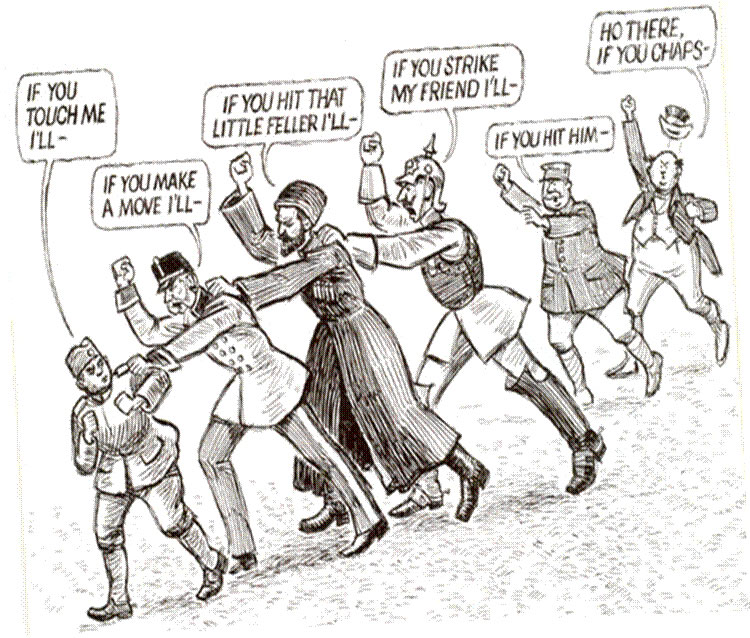 IF YOU
TOUCH ME
I'LL-
IF YOU MAKE
A MOVE I'LL-
IF YOU HIT THAT
LITTLE FELLER I'LL-
IF YOU STRIKE
MY FRIEND I'LL-
IF YOU HIT HIM-
HO THERE,
IF YOU CHAPS-